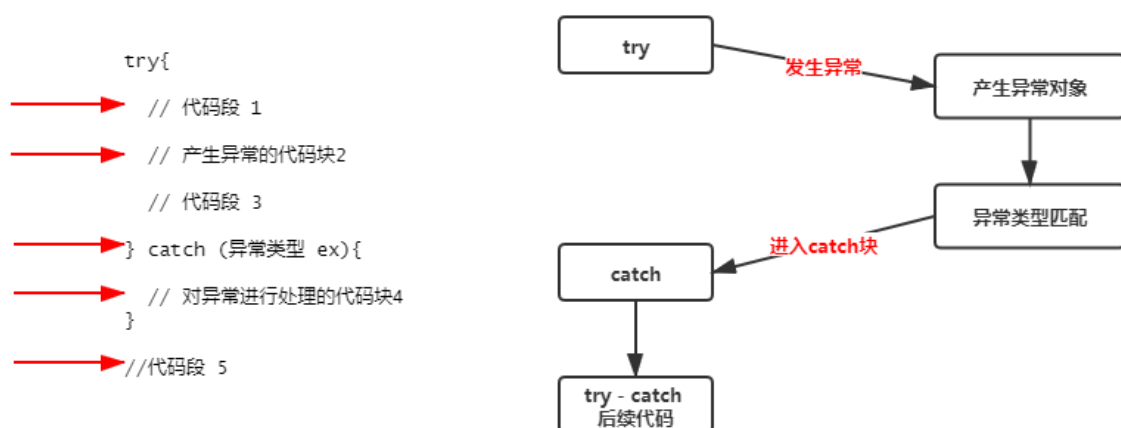 try{
// 代码段 1
// 产生异常的代码块2
// 代码段 3
} catch (异常类型 ex){
// 对异常进行处理的代码块4
}
//代码段 5
try
发生异常
产生异常对象
异常类型匹配
进入catch块
catch
try - catch
后续代码